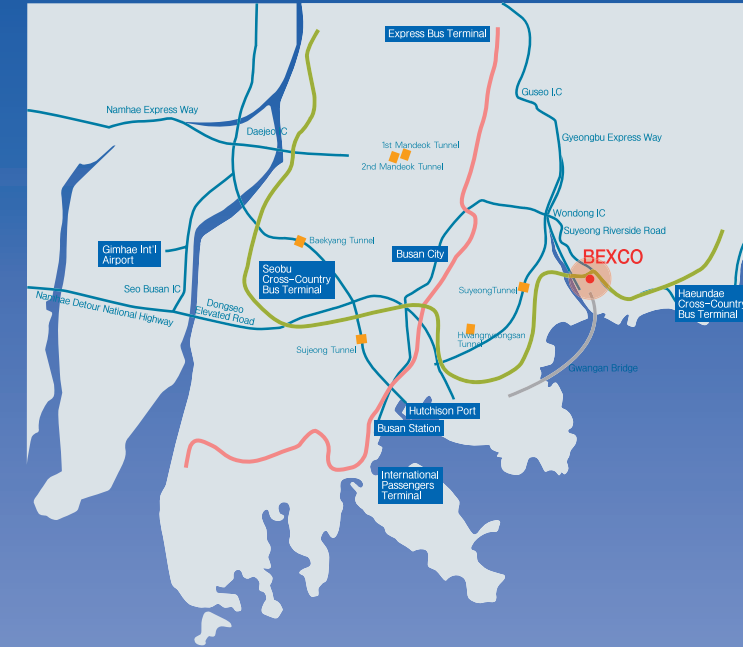 Express Bus Terminal
Guseo I.C
Namhae Express Way
Daejeo IC
Gyeongbu Express Way
1st Mandeok Tunnel
2nd Mandeok Tunnel
Wondong IC
Suyeong Riverside Road
Baekyang Tunnel
Gimhae Int'l
Airport
Busan City
BEXCO
Seobu
Cross-Country
Bus Terminal
Seo Busan IC
SuyeongTunnel
Haeundae
Cross-Country
Bus Terminal
Namhae Detour National Highway
Dongseo
Elevated Road
Hwangnyeongsan
Tunnel
Sujeong Tunnel
Gwangan Bridge
Hutchison Port
Busan Station
International
Passengers
Terminal